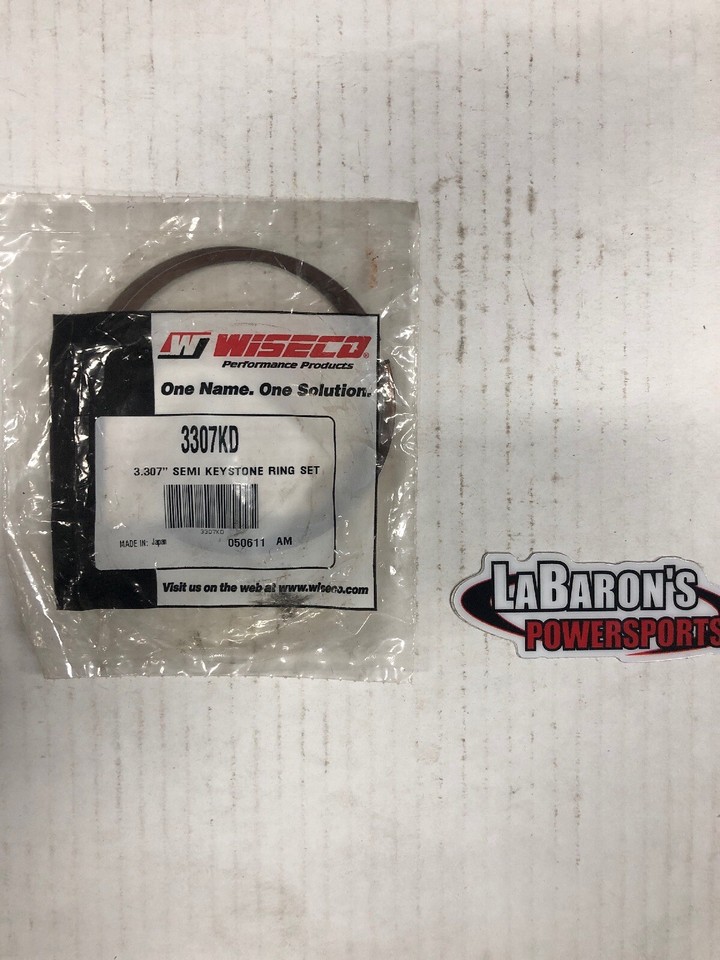 W WISECO®
Performance Products
One Name. One Solution.
3307KD
3.307" SEMI KEYSTONE RING SET
3307KD
MADE IN: Japan
050611 AM
Visit us on the web at www.wiseco.com
LABARON'S
POWERSPORTS